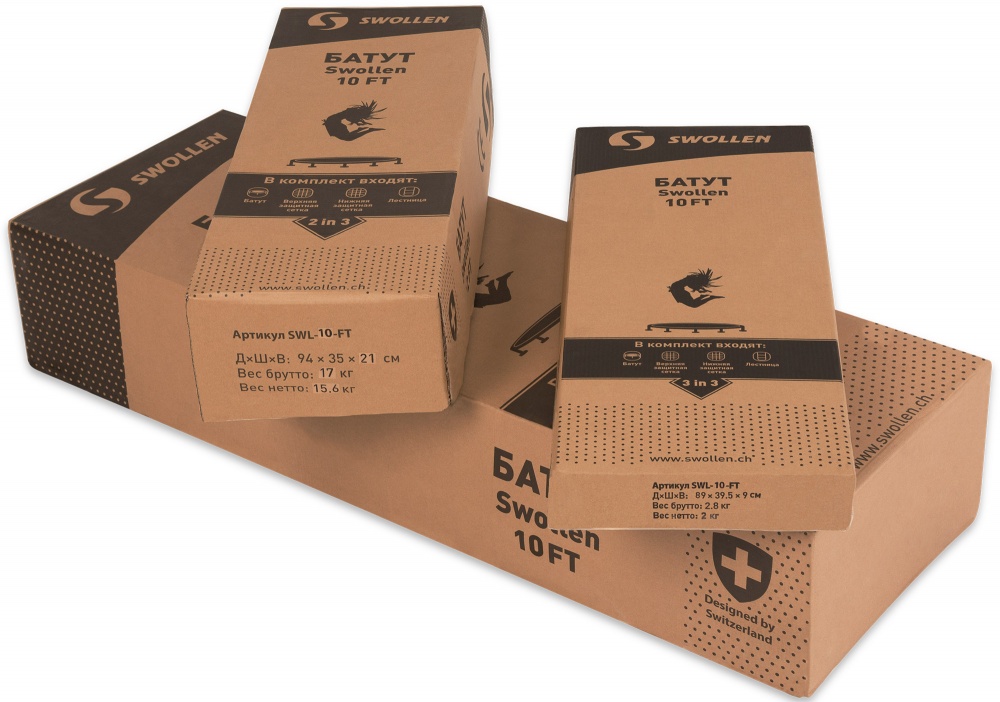 SWOLLEN
БАТУТ
Swollen
10 FT
В комплект входят:
Батут
Верхняя
защитная
сетка
Нижняя
защитная
сетка
Лестница
2 in 3
www.swollen.ch
Артикул SWL-10-FT
Д×Ш×В: 94 × 35 × 21 см
Вес брутто: 17 кг
Вес нетто: 15,6 кг
SWOLLEN
БАТУТ
Swollen
10 FT
В комплект входят:
Батут
Верхняя
защитная
сетка
Нижняя
защитная
сетка
Лестница
3 in 3
www.swollen.ch
Артикул SWL-10-FT
Д×Ш×В: 89 × 39.5 × 9 см
Вес брутто: 2.8 кг
Вес нетто: 2 кг
SWOLLEN
БАТ
Swollen
10 FT
Designed by
Switzerland
www.swollen.ch